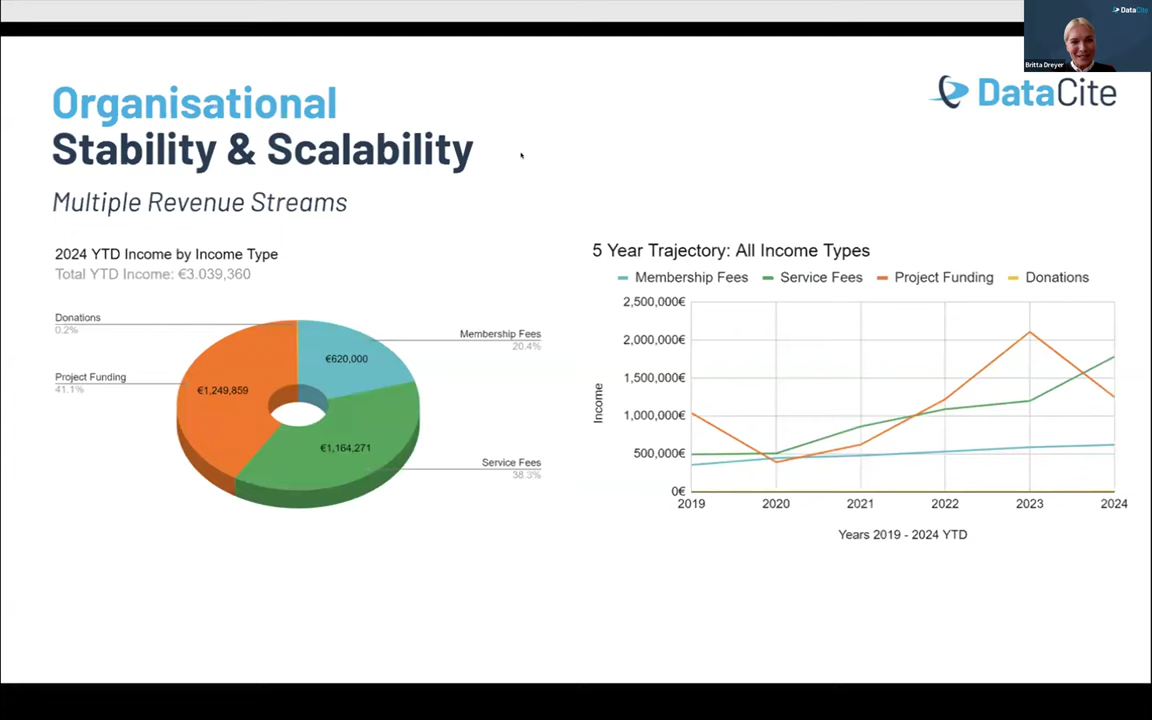 DataCite
Britta Dreyer
DataCite
Organisational
Stability & Scalability
Multiple Revenue Streams
2024 YTD Income by Income Type
Total YTD Income: €3.039,360
Donations
0.2%
Membership Fees
20.4%
€620,000
Project Funding
41.1%
€1,249,859
€1,164,271
Service Fees
38.3%
5 Year Trajectory: All Income Types
Membership Fees Service Fees Project Funding Donations
2,500,000€
2,000,000€
1,500,000€
1,000,000€
500,000€
0€
Income
2019 2020 2021 2022 2023 2024
Years 2019 - 2024 YTD